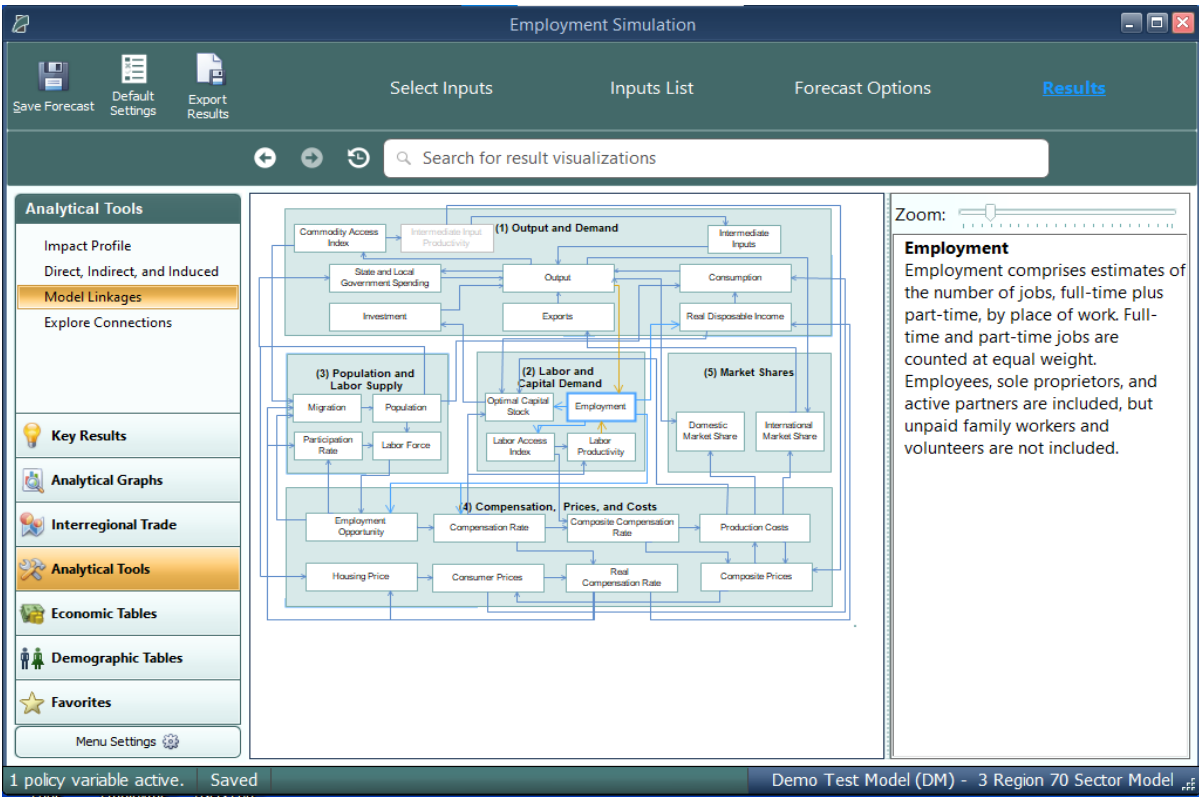 Employment Simulation
Save Forecast
Default
Settings
Export
Results
Select Inputs
Inputs List
Forecast Options
Results
Search for result visualizations
Analytical Tools
Impact Profile
Direct, Indirect, and Induced
Model Linkages
Explore Connections
Key Results
Analytical Graphs
Interregional Trade
Analytical Tools
Economic Tables
Demographic Tables
Favorites
Menu Settings
(1) Output and Demand
Commodity Access
Index
Intermediate Input
Productivity
Intermediate
Inputs
State and Local
Government Spending
Output
Consumption
Investment
Exports
Real Disposable Income
(3) Population and
Labor Supply
Migration
Population
Participation
Rate
Labor Force
(2) Labor and
Capital Demand
Optimal Capital
Stock
Employment
Labor Access
Index
Labor
Productivity
(5) Market Shares
Domestic
Market Share
International
Market Share
(4) Compensation, Prices, and Costs
Employment
Opportunity
Compensation Rate
Composite Compensation
Rate
Production Costs
Housing Price
Consumer Prices
Real
Compensation Rate
Composite Prices
Zoom:
Employment
Employment comprises estimates of
the number of jobs, full-time plus
part-time, by place of work. Full-
time and part-time jobs are
counted at equal weight.
Employees, sole proprietors, and
active partners are included, but
unpaid family workers and
volunteers are not included.
1 policy variable active.
Saved
Demo Test Model (DM) - 3 Region 70 Sector Model